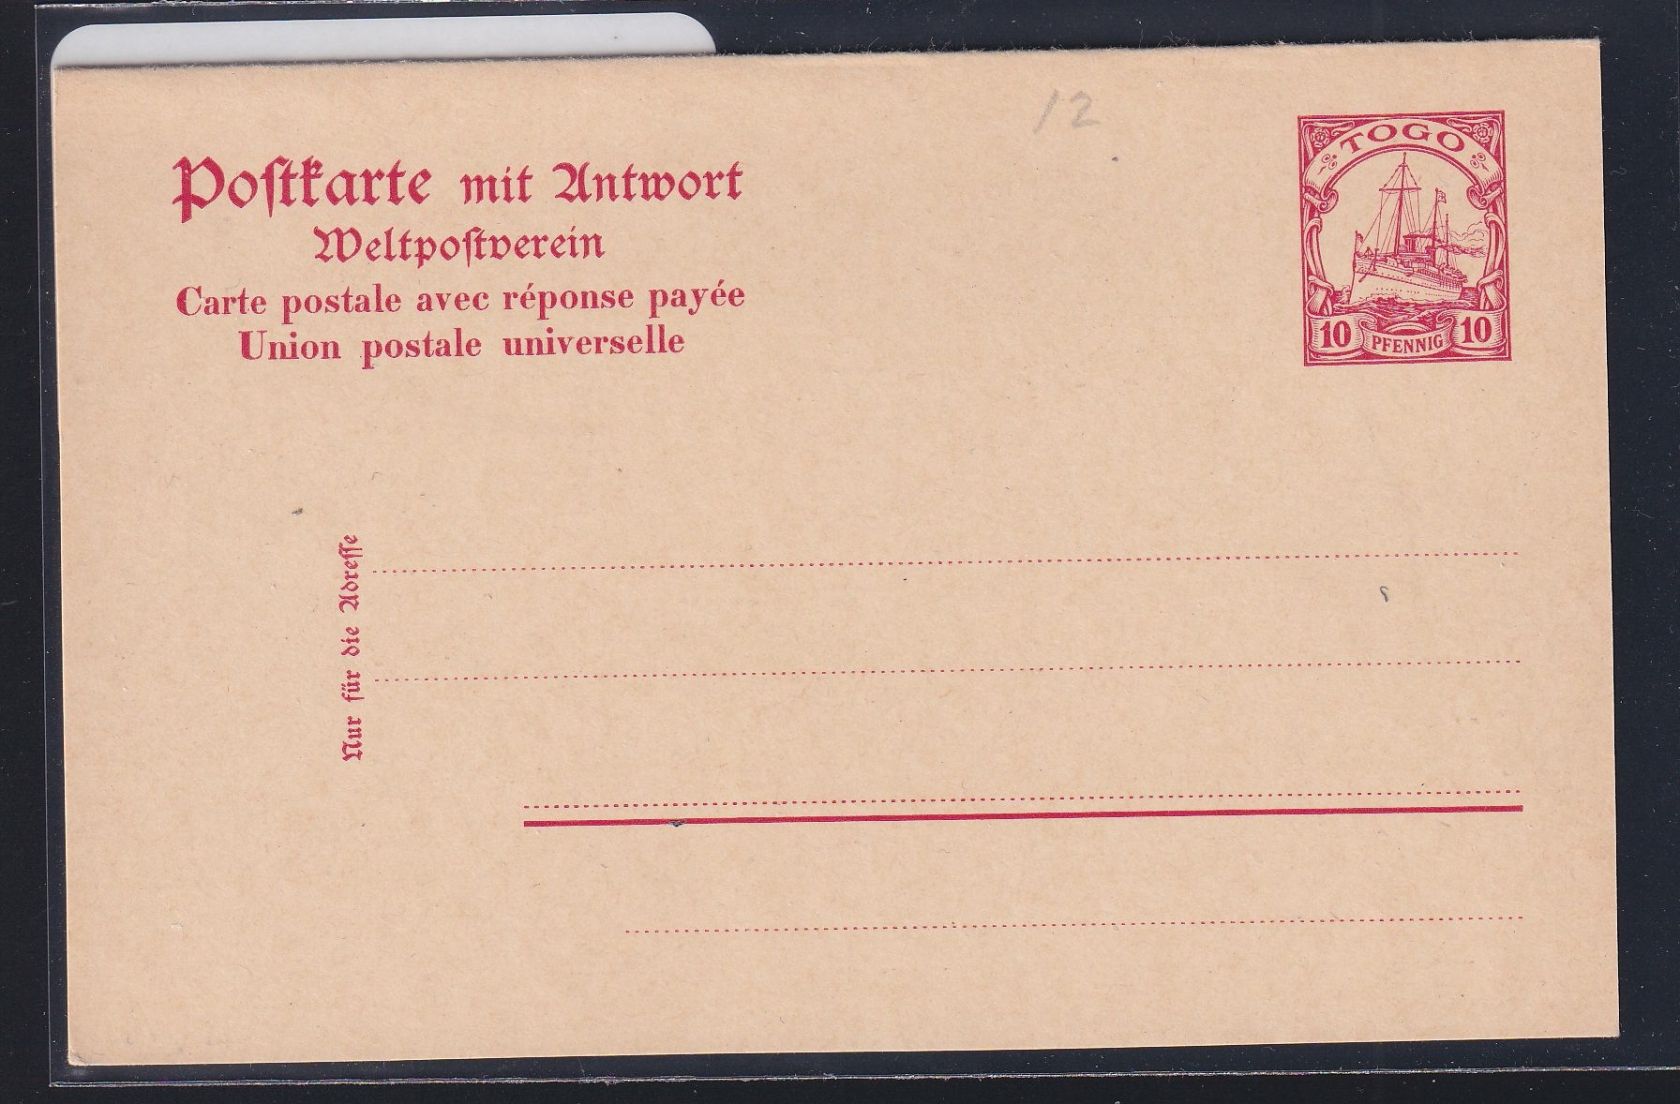 12
TOGO
Poſtkarte mit Antwort
Weltpoſtverein
Carte postale avec réponse payée
Union postale universelle
10 PFENNIG 10
Nur für die Adreſſe